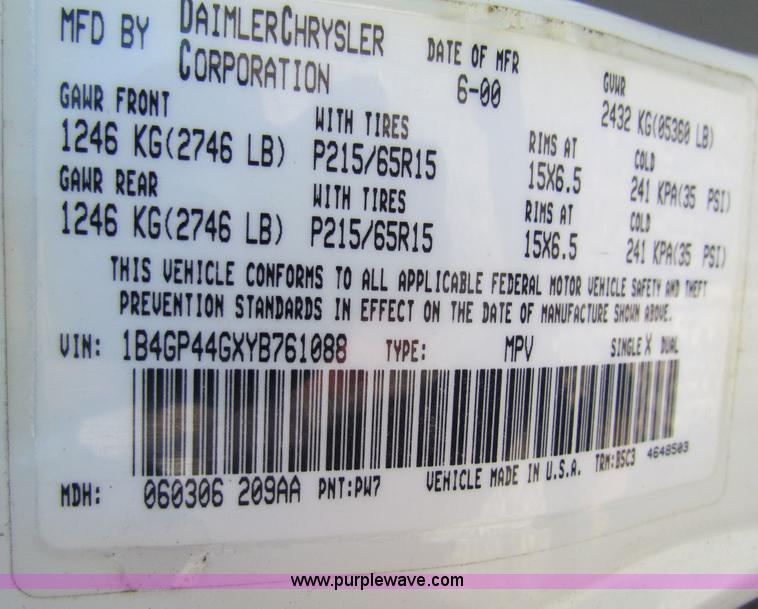 MFD BY DAIMLERCHRYSLER CORPORATION
DATE OF MFR 6-00
GVWR 2432 KG(05360 LB)
GAWR FRONT 1246 KG(2746 LB)
WITH TIRES P215/65R15
RIMS AT 15X6.5
COLD 241 KPA(35 PSI)
GAWR REAR 1246 KG(2746 LB)
WITH TIRES P215/65R15
RIMS AT 15X6.5
COLD 241 KPA(35 PSI)
THIS VEHICLE CONFORMS TO ALL APPLICABLE FEDERAL MOTOR VEHICLE SAFETY AND THEFT
PREVENTION STANDARDS IN EFFECT ON THE DATE OF MANUFACTURE SHOWN ABOVE.
VIN: 1B4GP44GXYB761088 TYPE: MPV SINGLE X DUAL
MDH: 060306 209AA PNT:PW7 VEHICLE MADE IN U.S.A. TRM:B5C3 4648503
www.purplewave.com